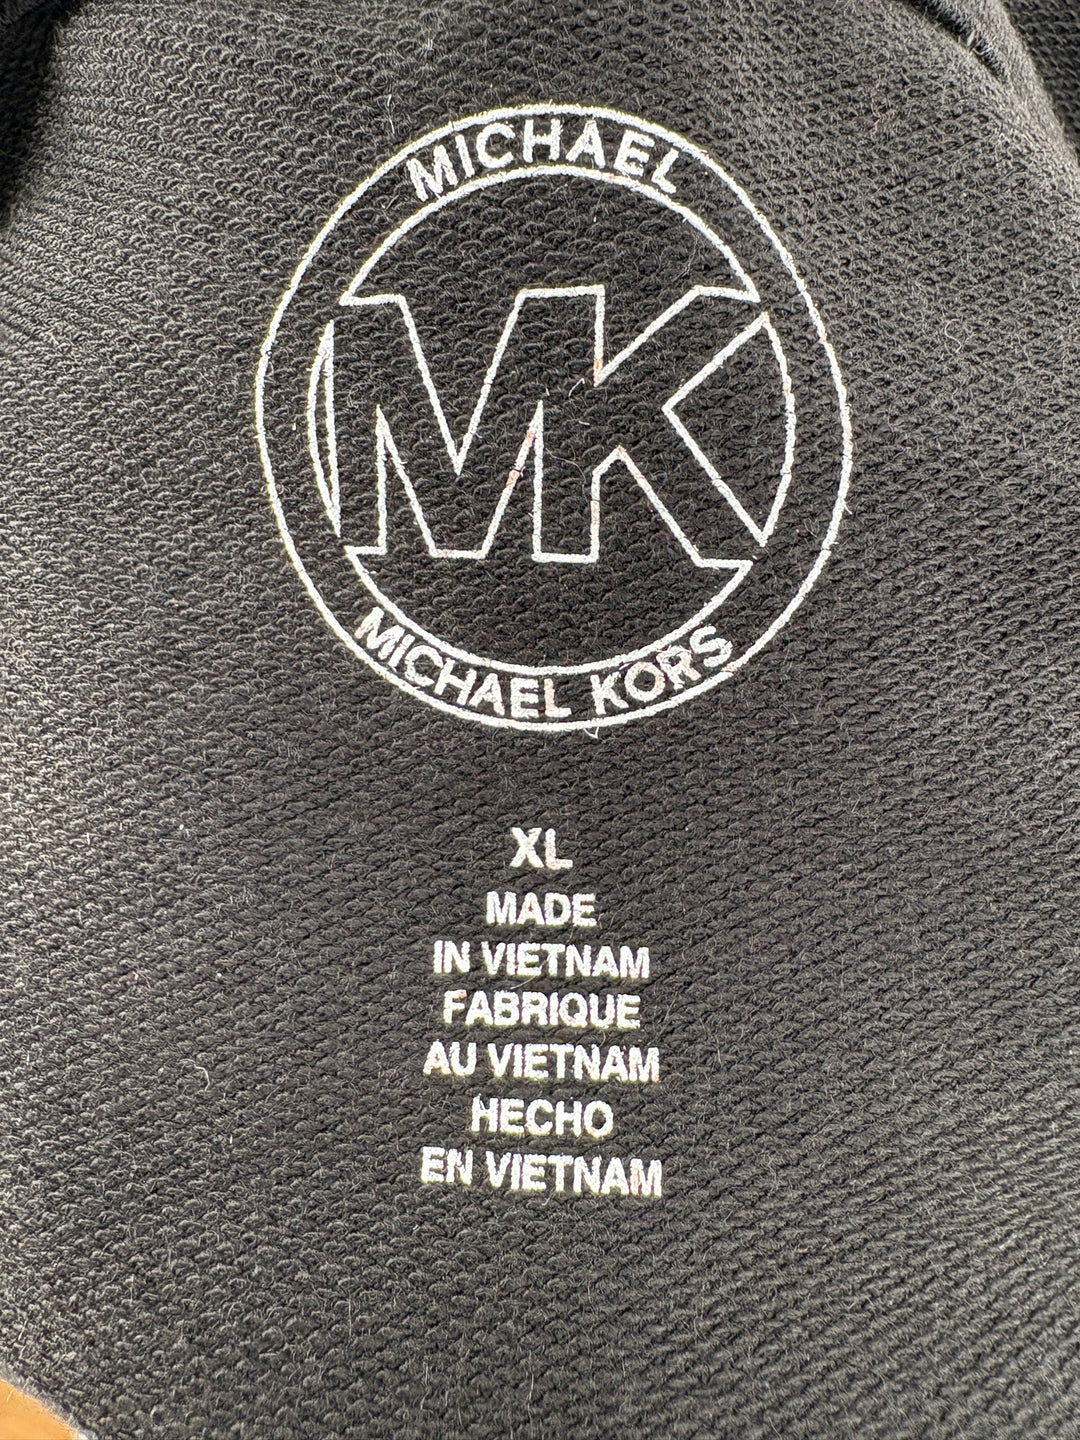 MICHAEL
MK
MICHAEL KORS
XL
MADE
IN VIETNAM
FABRIQUE
AU VIETNAM
HECHO
EN VIETNAM